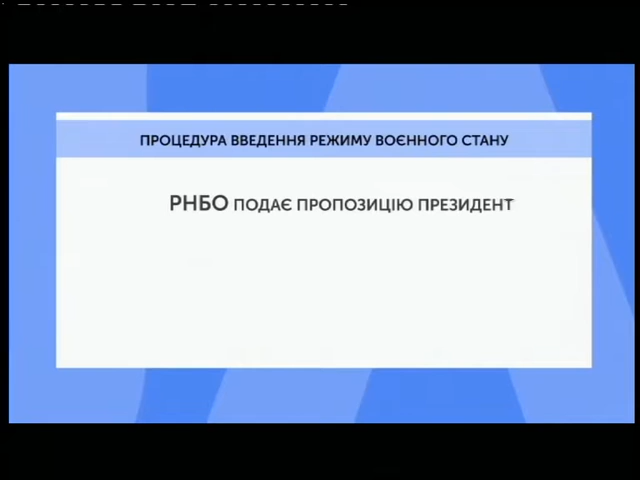 ПРОЦЕДУРА ВВЕДЕННЯ РЕЖИМУ ВОЄННОГО СТАНУ
РНБО ПОДАЄ ПРОПОЗИЦІЮ ПРЕЗИДЕНТ